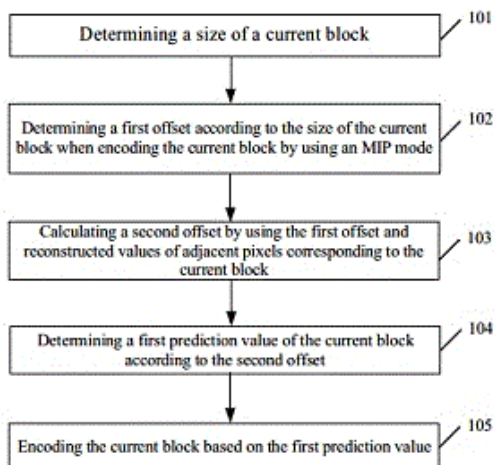 Determining a size of a current block
101
Determining a first offset according to the size of the current
block when encoding the current block by using an MIP mode
102
Calculating a second offset by using the first offset and
reconstructed values of adjacent pixels corresponding to the
current block
103
Determining a first prediction value of the current block
according to the second offset
104
Encoding the current block based on the first prediction value
105